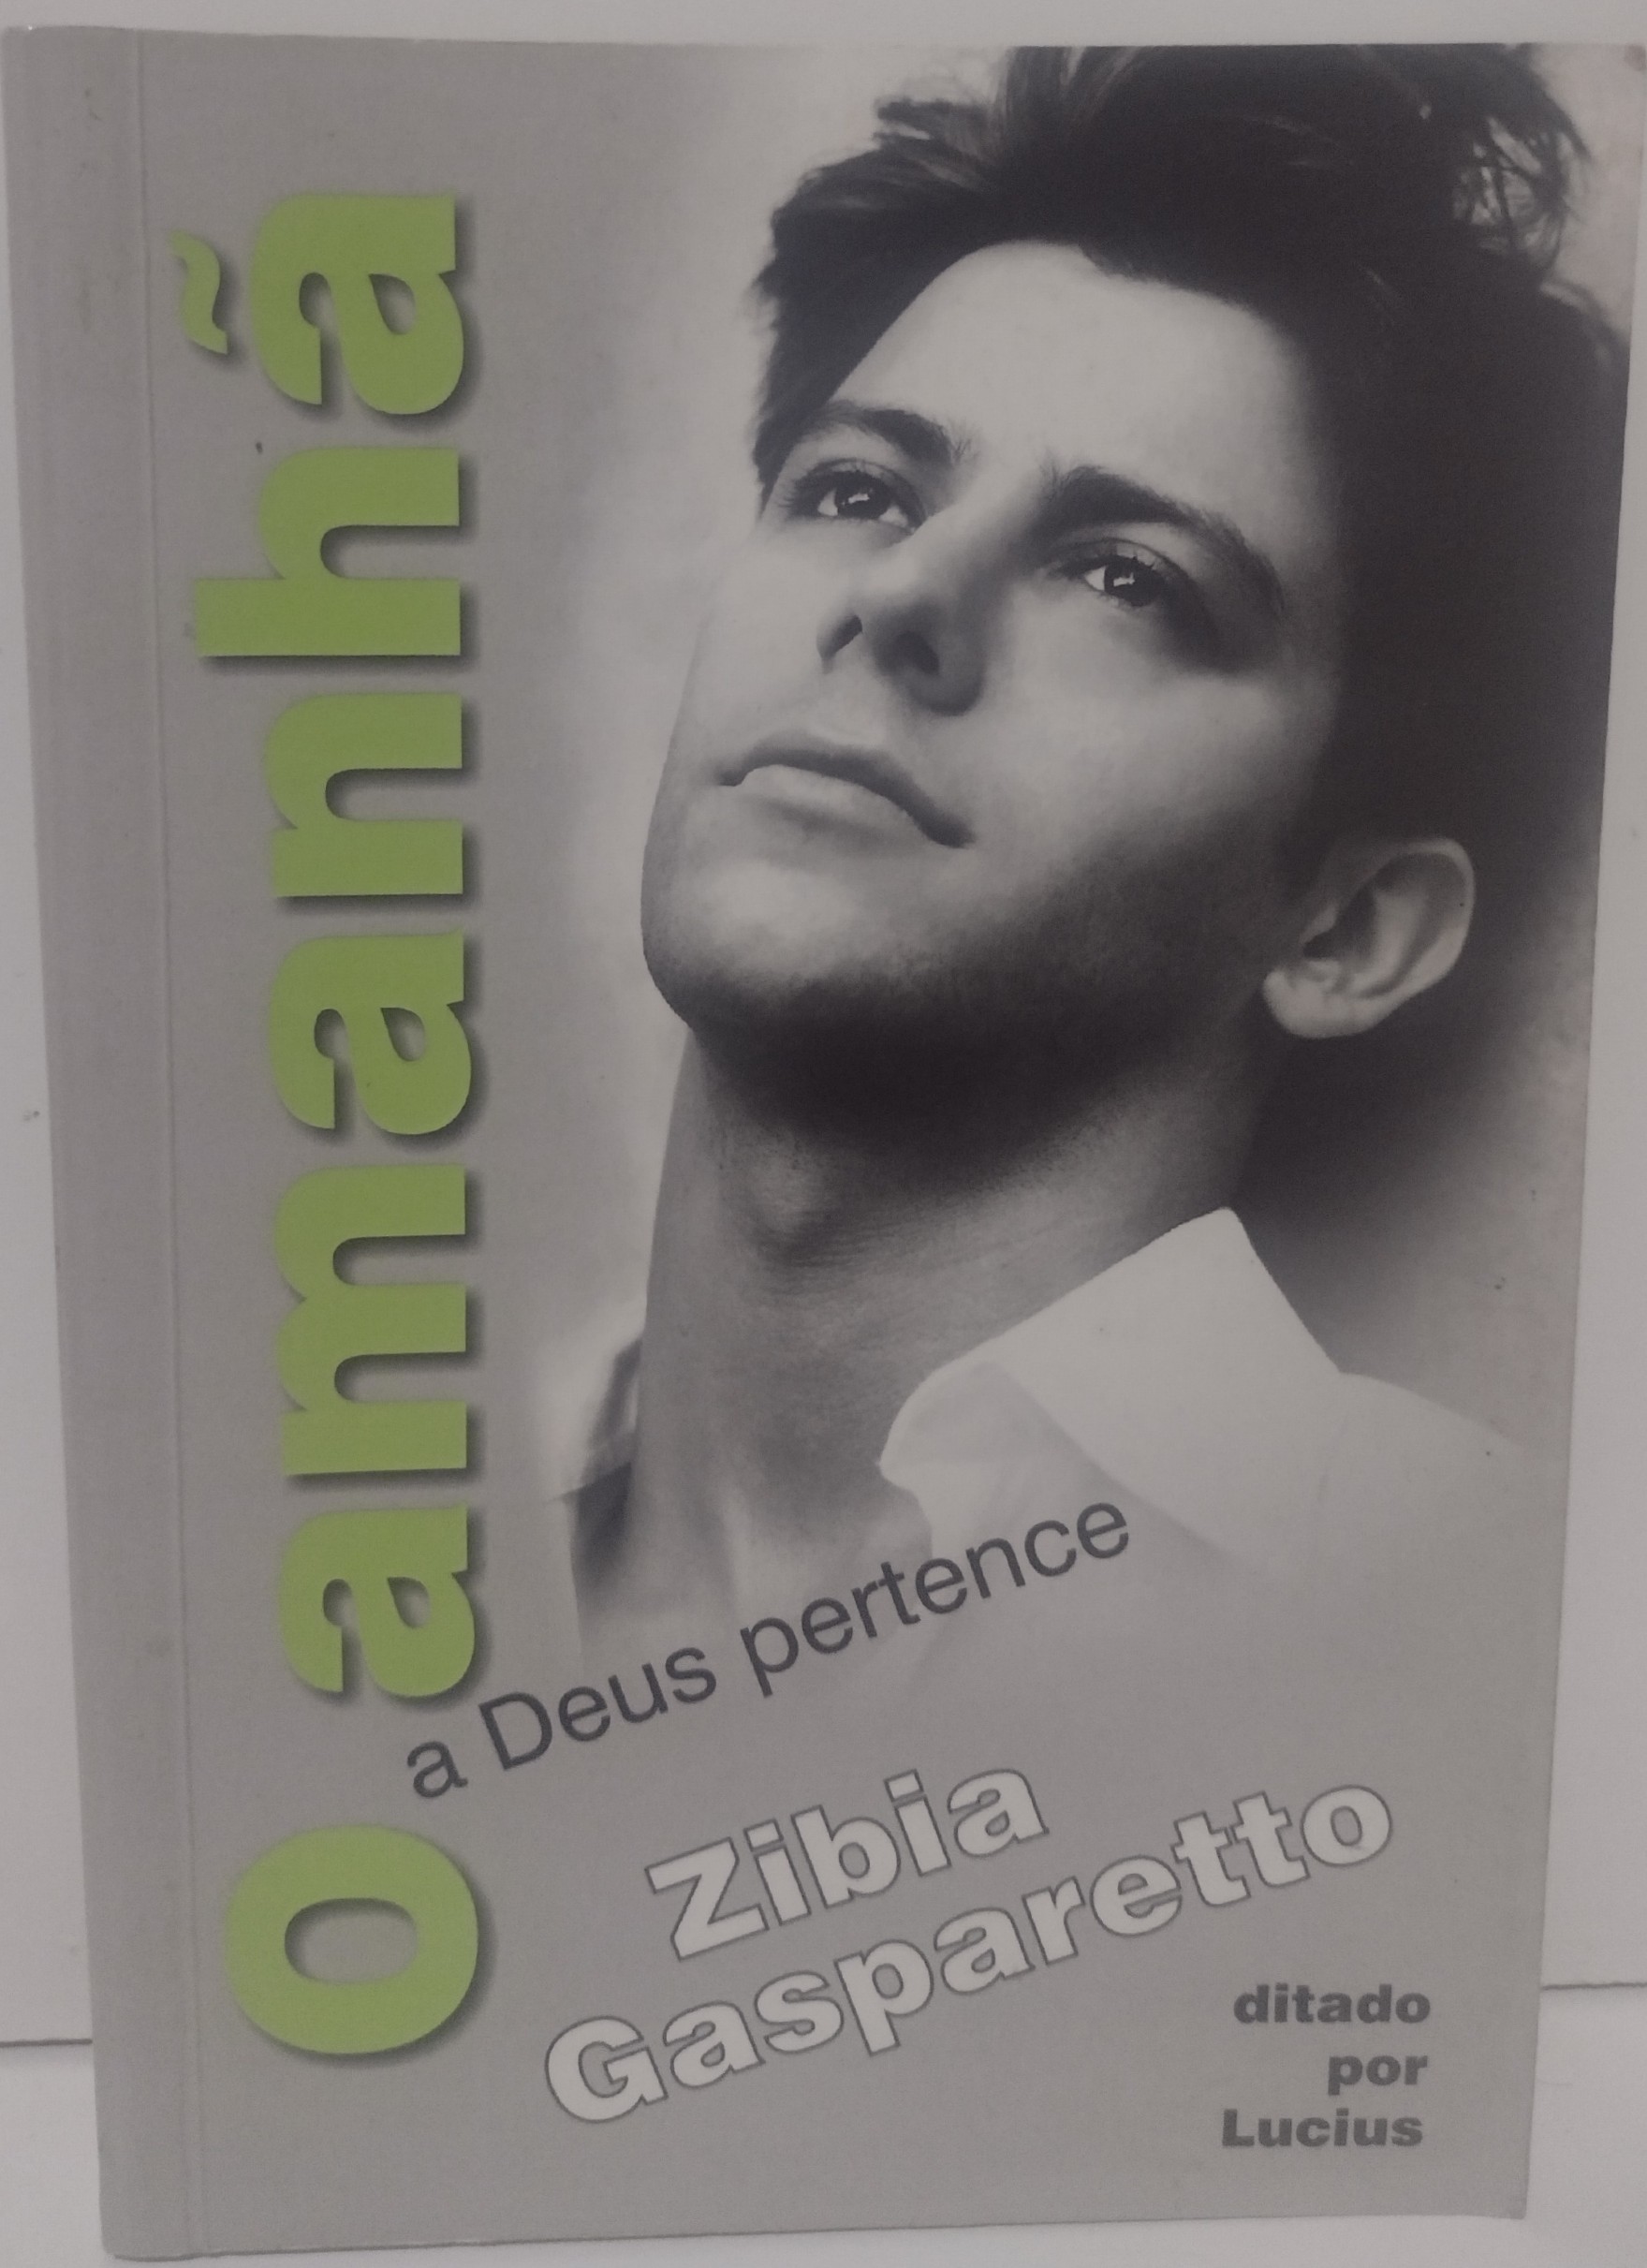 O amanhã
a Deus pertence
Zibia
Gasparetto
ditado
por
Lucius